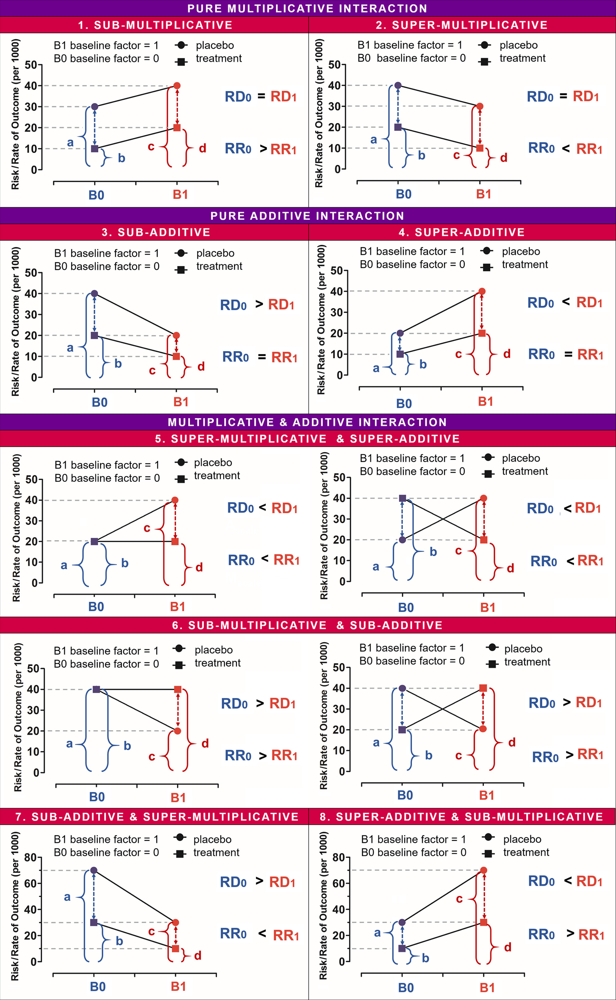 PURE MULTIPLICATIVE INTERACTION
1. SUB-MULTIPLICATIVE
Risk/Rate of Outcome (per 1000)
B1 baseline factor = 1
placebo
B0 baseline factor = 0
treatment
50
40
30
20
10
0
a
b
c
d
RD0 = RD1
RR0 > RR1
B0
B1
2. SUPER-MULTIPLICATIVE
Risk/Rate of Outcome (per 1000)
B1 baseline factor = 1
placebo
B0 baseline factor = 0
treatment
50
40
30
20
10
0
a
b
c
d
RD0 = RD1
RR0 < RR1
B0
B1
PURE ADDITIVE INTERACTION
3. SUB-ADDITIVE
Risk/Rate of Outcome (per 1000)
B1 baseline factor = 1
placebo
B0 baseline factor = 0
treatment
50
40
30
20
10
0
a
b
c
d
RD0 > RD1
RR0 = RR1
B0
B1
4. SUPER-ADDITIVE
Risk/Rate of Outcome (per 1000)
B1 baseline factor = 1
placebo
B0 baseline factor = 0
treatment
50
40
30
20
10
0
a
b
c
d
RD0 < RD1
RR0 = RR1
B0
B1
MULTIPLICATIVE & ADDITIVE INTERACTION
5. SUPER-MULTIPLICATIVE & SUPER-ADDITIVE
Risk/Rate of Outcome (per 1000)
B1 baseline factor = 1
placebo
B0 baseline factor = 0
treatment
50
40
30
20
10
0
a
b
c
d
RD0 < RD1
RR0 < RR1
B0
B1
Risk/Rate of Outcome (per 1000)
B1 baseline factor = 1
placebo
B0 baseline factor = 0
treatment
50
40
30
20
10
0
a
b
c
d
RD0 < RD1
RR0 < RR1
B0
B1
6. SUB-MULTIPLICATIVE & SUB-ADDITIVE
Risk/Rate of Outcome (per 1000)
B1 baseline factor = 1
placebo
B0 baseline factor = 0
treatment
50
40
30
20
10
0
a
b
c
d
RD0 > RD1
RR0 > RR1
B0
B1
Risk/Rate of Outcome (per 1000)
B1 baseline factor = 1
placebo
B0 baseline factor = 0
treatment
50
40
30
20
10
0
a
b
c
d
RD0 > RD1
RR0 > RR1
B0
B1
7. SUB-ADDITIVE & SUPER-MULTIPLICATIVE
Risk/Rate of Outcome (per 1000)
B1 baseline factor = 1
placebo
B0 baseline factor = 0
treatment
80
60
40
20
0
a
b
c
d
RD0 > RD1
RR0 < RR1
B0
B1
8. SUPER-ADDITIVE & SUB-MULTIPLICATIVE
Risk/Rate of Outcome (per 1000)
B1 baseline factor = 1
placebo
B0 baseline factor = 0
treatment
80
60
40
20
0
a
b
c
d
RD0 < RD1
RR0 > RR1
B0
B1